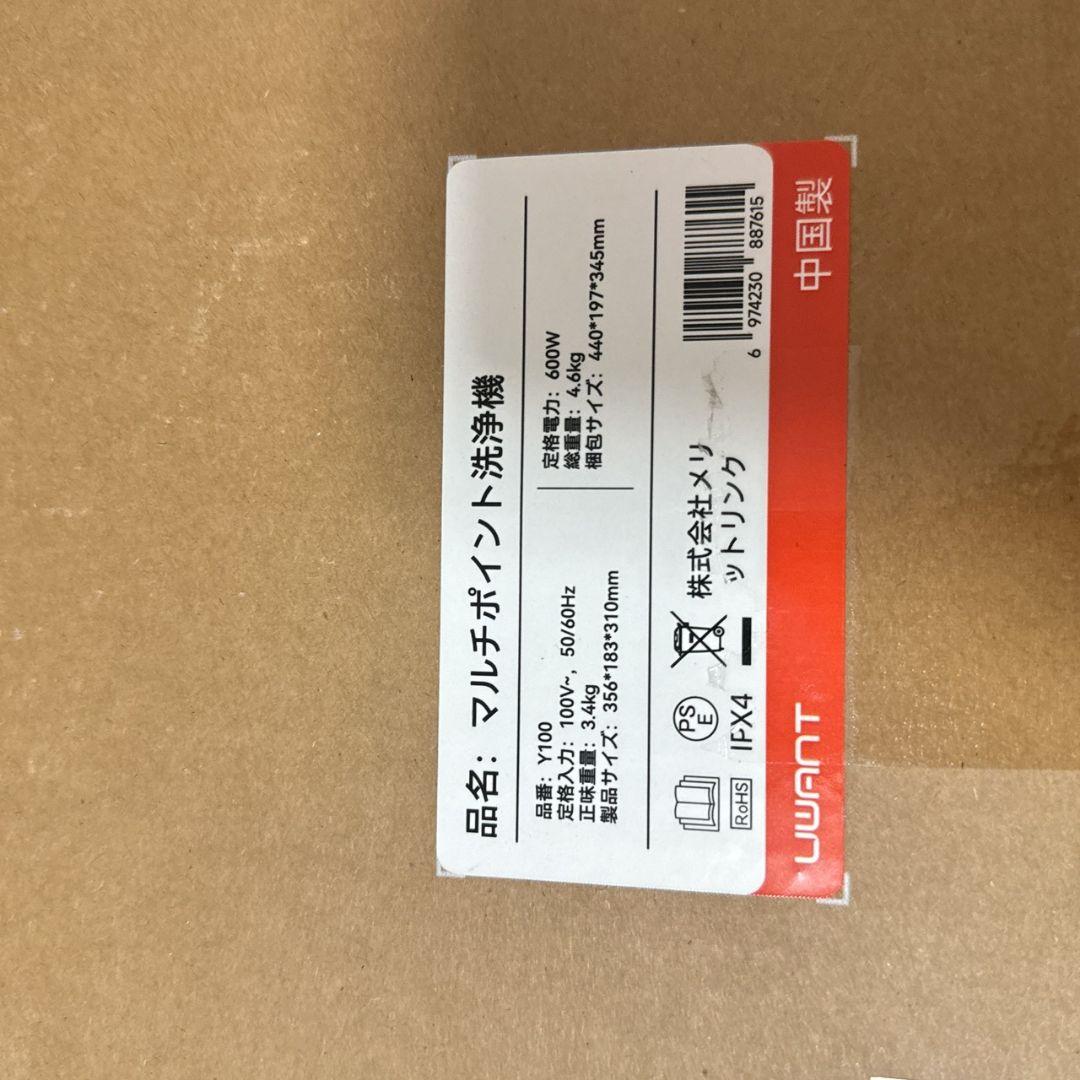 品名：マルチポイント洗浄機
品番：Y100
定格入力：100V~，50/60Hz
正味重量：3.4kg
製品サイズ：356*183*310mm
定格電力：600W
総重量：4.6kg
梱包サイズ：440*197*345mm
PS
E
RoHS
IPX4
株式会社メリ
ットリンク
6 974230 887615
UWANT
中国製